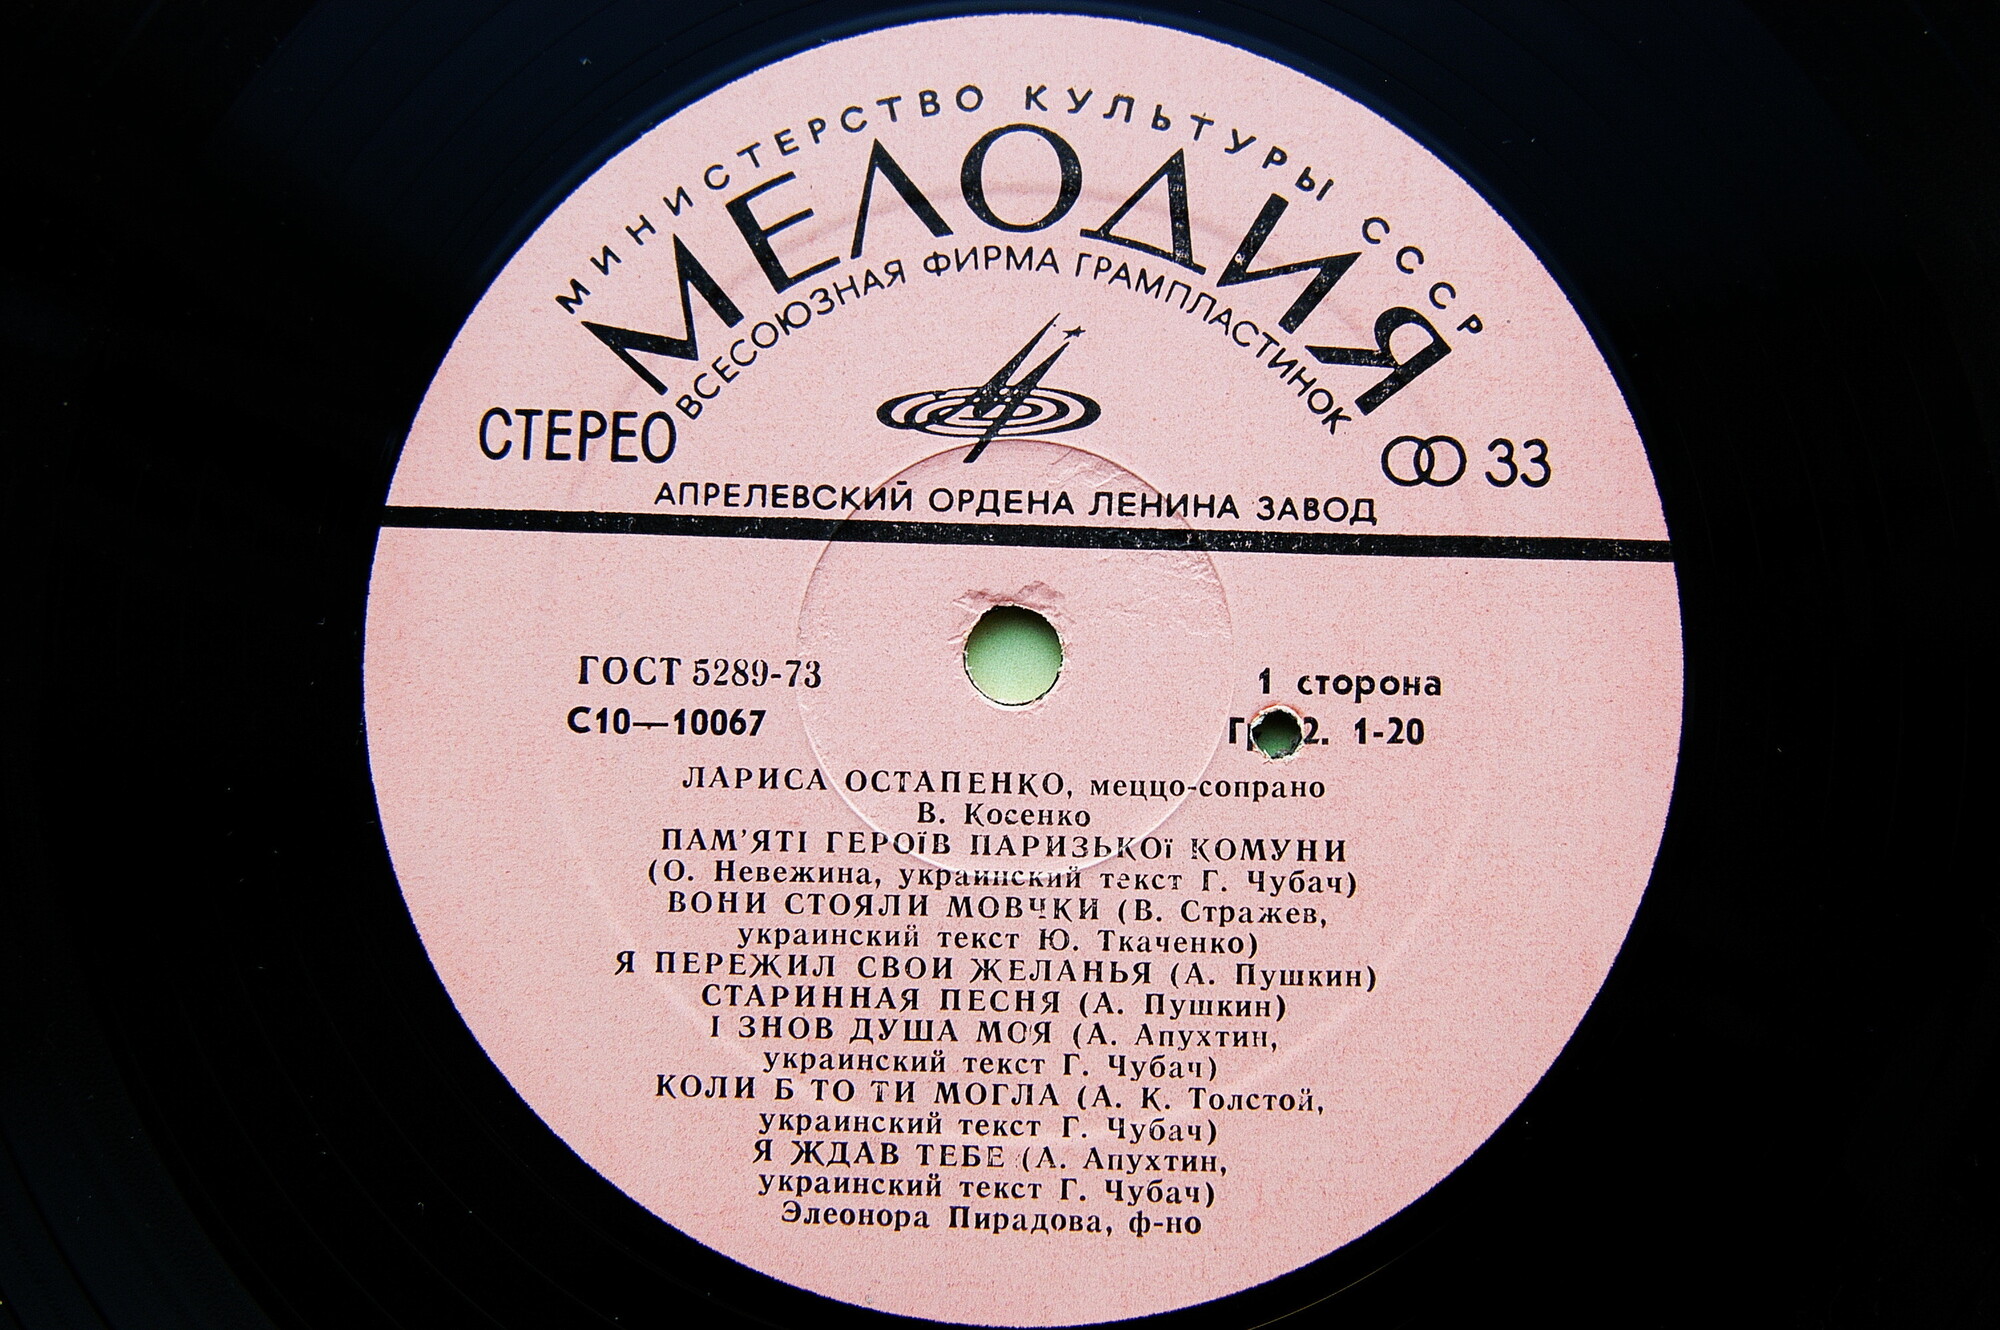 МИНИСТЕРСТВО КУЛЬТУРЫ СССР
МЕЛОДИЯ
ВСЕСОЮЗНАЯ ФИРМА ГРАМПЛАСТИНОК
СТЕРЕО
33
АПРЕЛЕВСКИЙ ОРДЕНА ЛЕНИНА ЗАВОД
ГОСТ 5289-73
1 сторона
С10—10067
2. 1-20
ЛАРИСА ОСТАПЕНКО, меццо-сопрано
В. Косенко
ПАМ'ЯТІ ГЕРОЇВ ПАРИЗЬКОї КОМУНИ
(О. Невежина, украинский текст Г. Чубач)
ВОНИ СТОЯЛИ МОВЧКИ (В. Стражев,
украинский текст Ю. Ткаченко)
Я ПЕРЕЖИЛ СВОИ ЖЕЛАНЬЯ (А. Пушкин)
СТАРИННАЯ ПЕСНЯ (А. Пушкин)
І ЗНОВ ДУША МОЯ (А. Апухтин,
украинский текст Г. Чубач)
КОЛИ Б ТО ТИ МОГЛА (А. К. Толстой,
украинский текст Г. Чубач)
Я ЖДАВ ТЕБЕ (А. Апухтин,
украинский текст Г. Чубач)
Элеонора Пирадова, ф-но